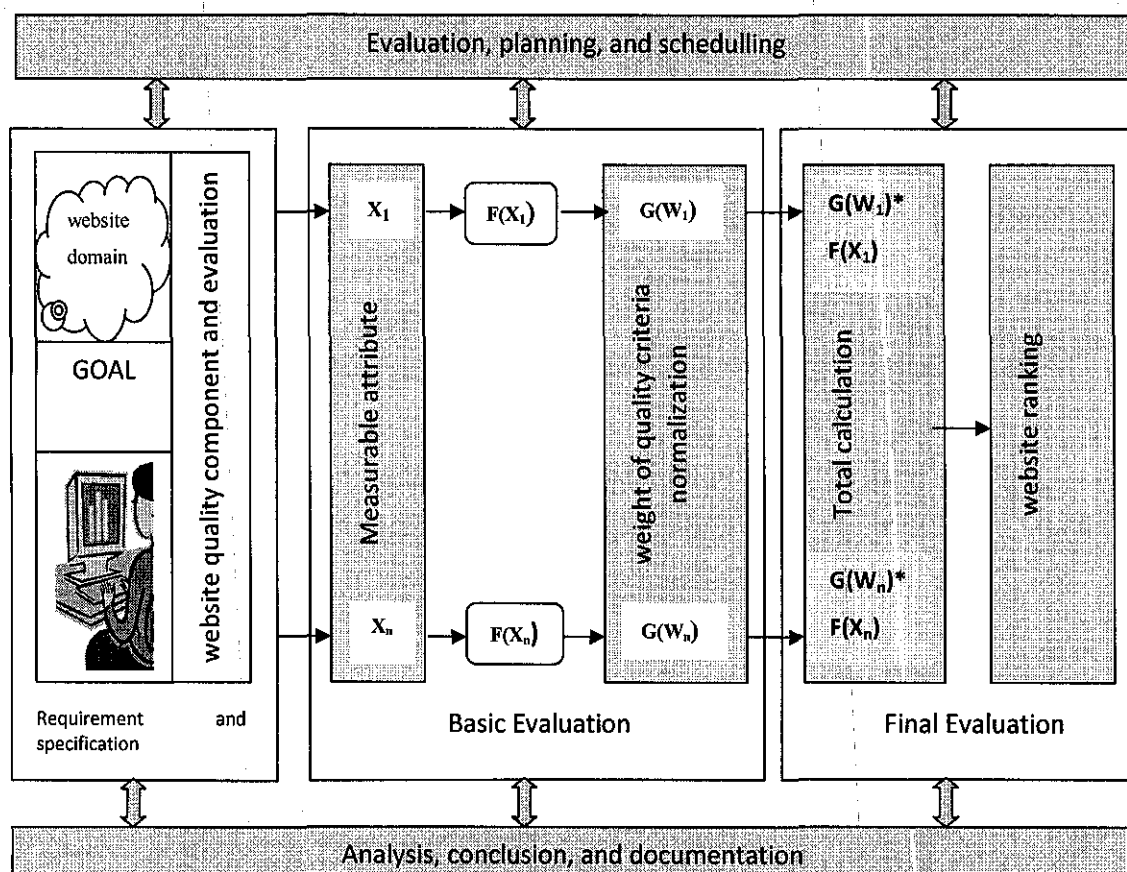 Evaluation, planning, and schedulling
website
domain
GOAL
website quality component and evaluation
Requirement and
specification
X₁
Measurable attribute
Xₙ
F(X₁)
F(Xₙ)
G(W₁)
weight of quality criteria
normalization
G(Wₙ)
Basic Evaluation
G(W₁)*
F(X₁)
Total calculation
G(Wₙ)*
F(Xₙ)
website ranking
Final Evaluation
Analysis, conclusion, and documentation